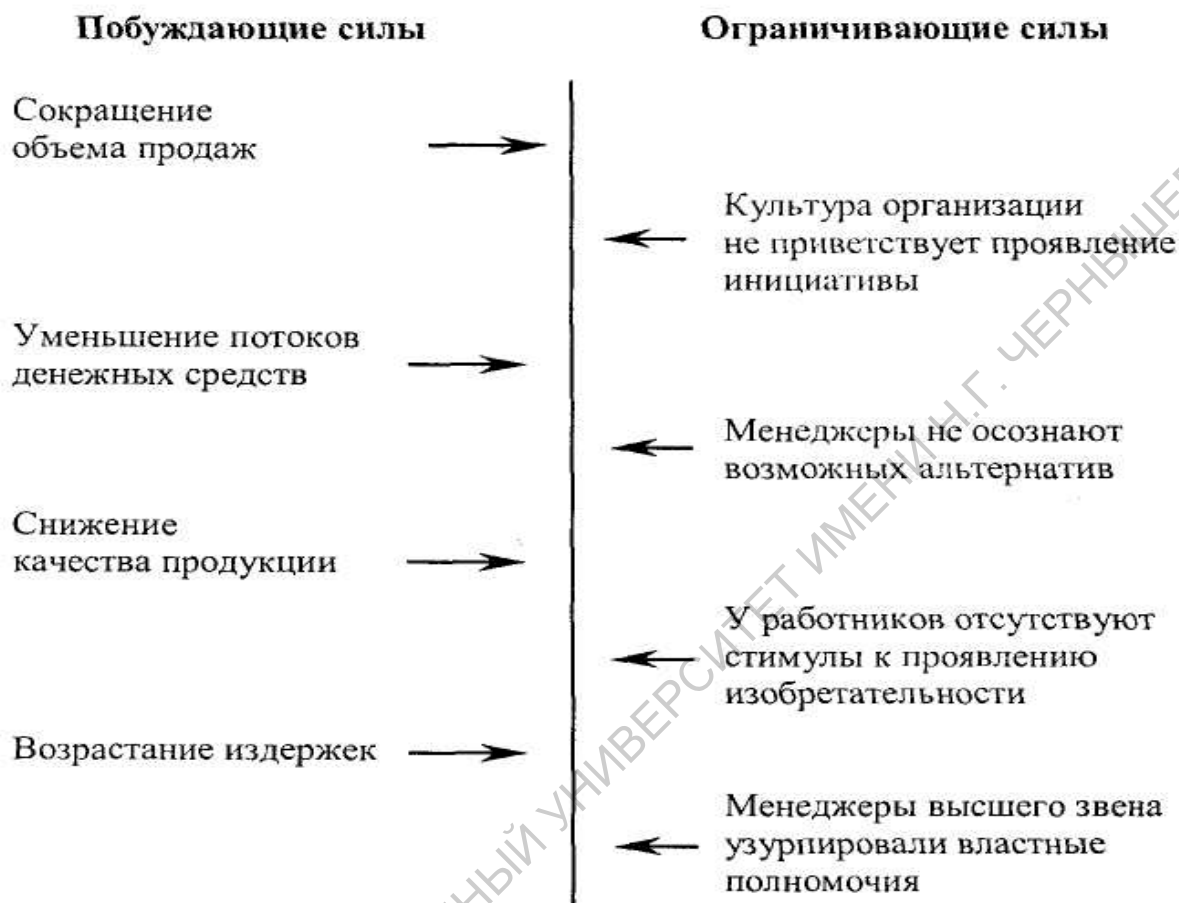 Побуждающие силы
Ограничивающие силы
Сокращение
объема продаж
Культура организации
не приветствует проявление
инициативы
Уменьшение потоков
денежных средств
Менеджеры не осознают
возможных альтернатив
Снижение
качества продукции
У работников отсутствуют
стимулы к проявлению
изобретательности
Возрастание издержек
Менеджеры высшего звена
узурпировали властные
полномочия
УНИВЕРСИТЕТ ИМЕНИ Н.Г.